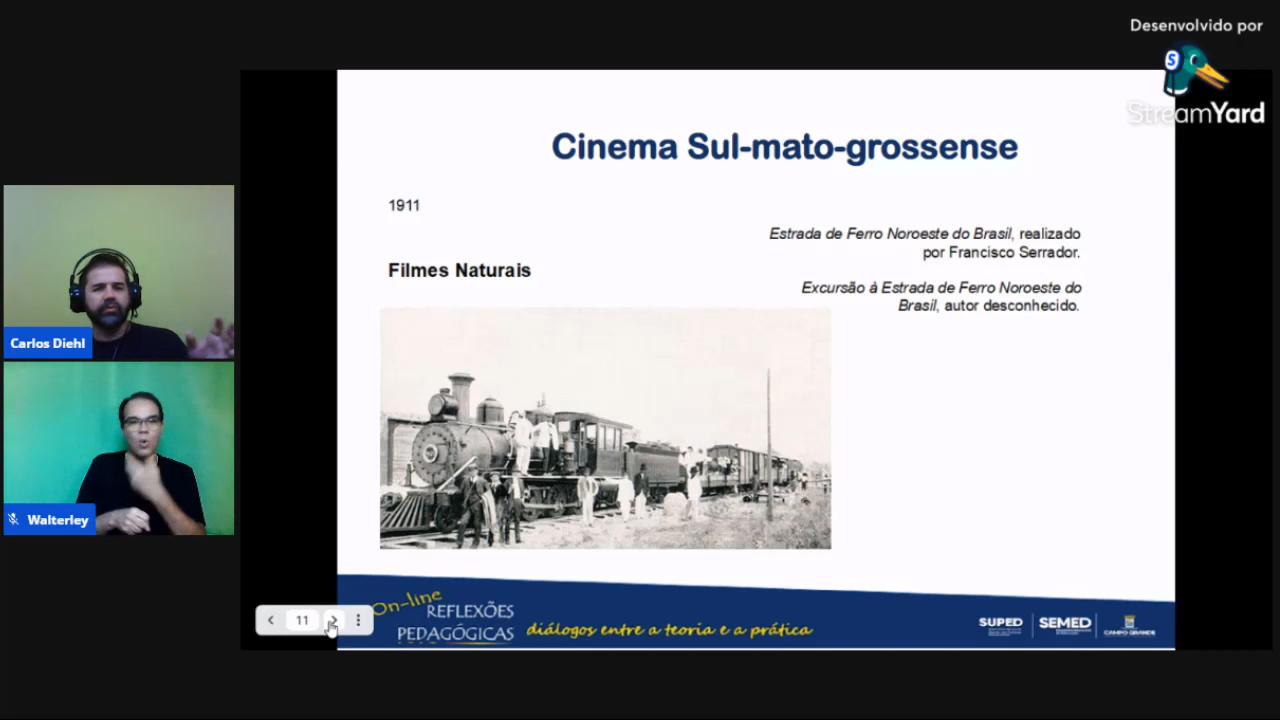 Desenvolvido por
StreamYard
Cinema Sul-mato-grossense
1911
Estrada de Ferro Noroeste do Brasil, realizado
por Francisco Serrador.
Filmes Naturais
Excursão à Estrada de Ferro Noroeste do
Brasil, autor desconhecido.
Carlos Diehl
Walterley
11
On-line
REFLEXÕES
PEDAGÓGICAS
diálogos entre a teoria e a prática
SUPED
SEMED
CAMPO GRANDE